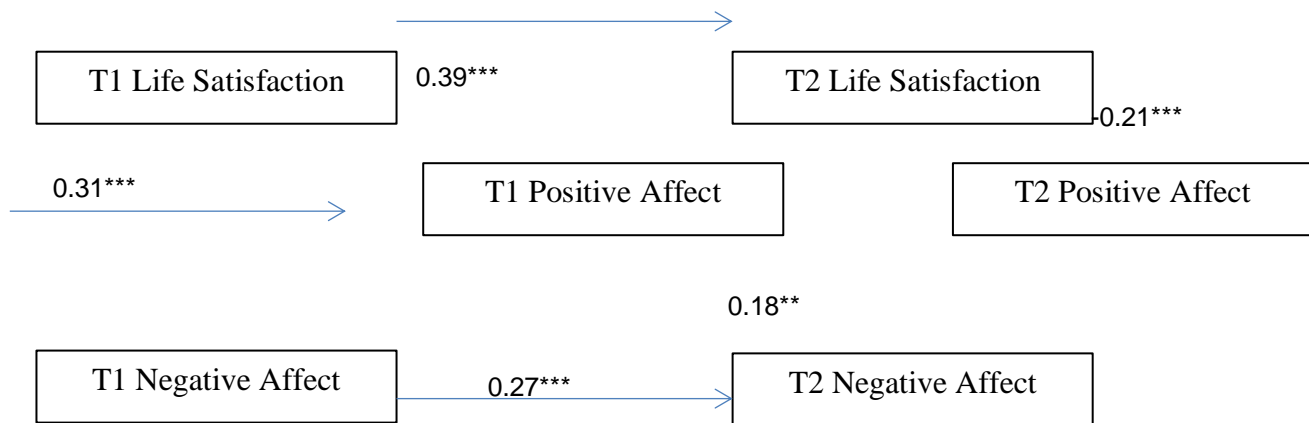 T1 Life Satisfaction
0.39***
T2 Life Satisfaction
-0.21***
0.31***
T1 Positive Affect
T2 Positive Affect
0.18**
T1 Negative Affect
0.27***
T2 Negative Affect